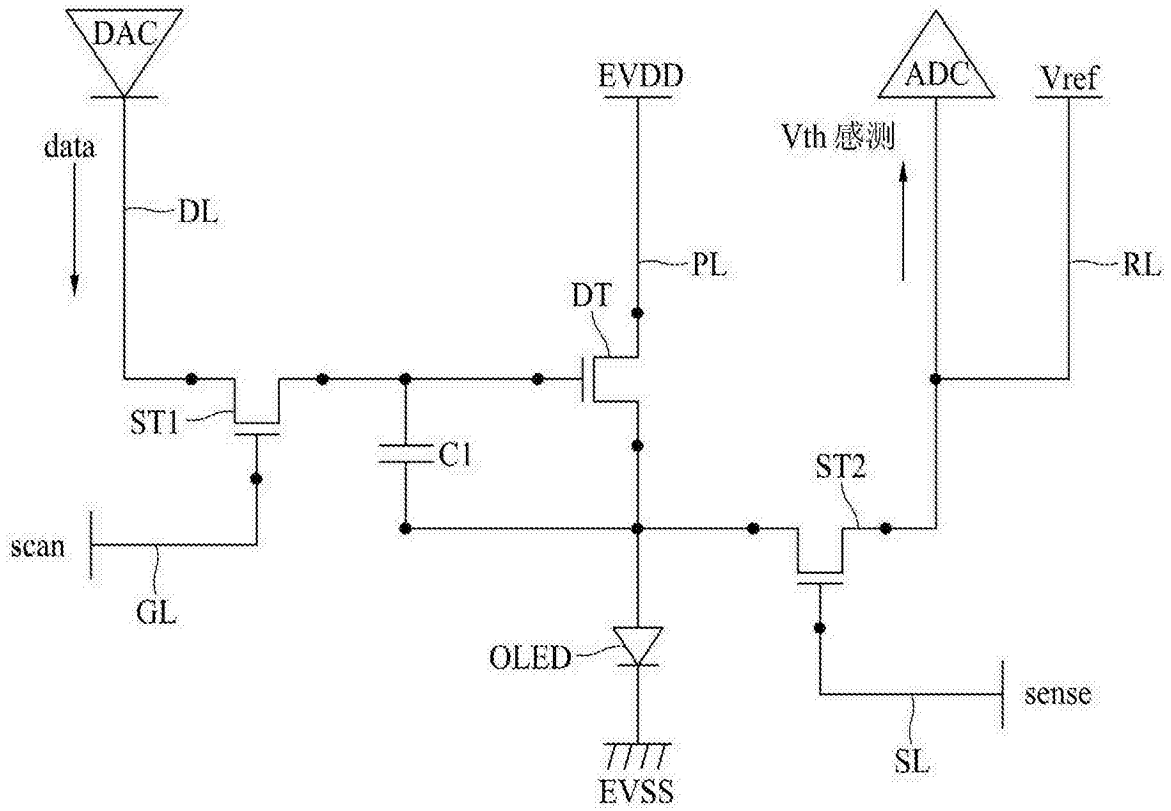 DAC
ADC
EVDD
Vref
data
Vth 感测
DL
PL
RL
DT
ST1
C1
ST2
scan
GL
OLED
sense
SL
EVSS